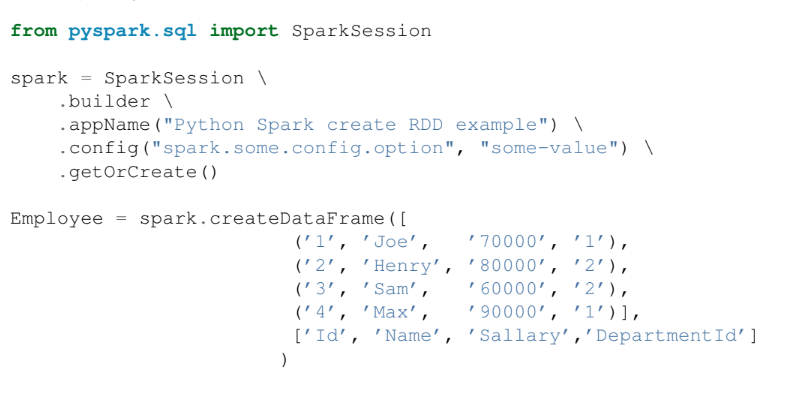 from pyspark.sql import SparkSession
spark = SparkSession \
.builder \
.appName("Python Spark create RDD example") \
.config("spark.some.config.option", "some-value") \
.getOrCreate()
Employee = spark.createDataFrame([
('1', 'Joe', '70000', '1'),
('2', 'Henry', '80000', '2'),
('3', 'Sam', '60000', '2'),
('4', 'Max', '90000', '1')],
['Id', 'Name', 'Sallary','DepartmentId']
)